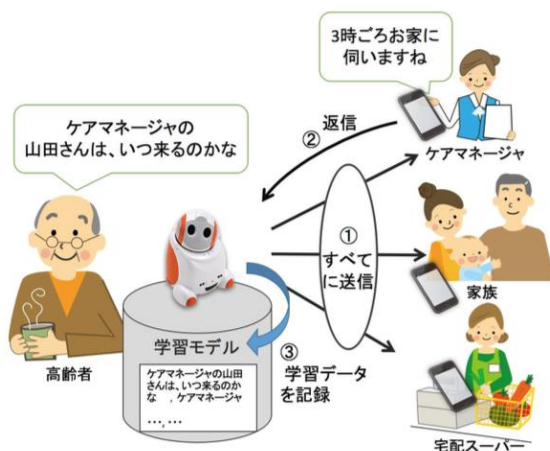 3時ごろお家に
伺いますね
ケアマネージャの
山田さんは、いつ来るのかな
返信
②
ケアマネージャ
①
すべて
に送信
家族
高齢者
学習モデル
ケアマネージャの山田
さんは、いつ来るのか
な , ケアマネージャ
…,…
③
学習データ
を記録
宅配スーパー